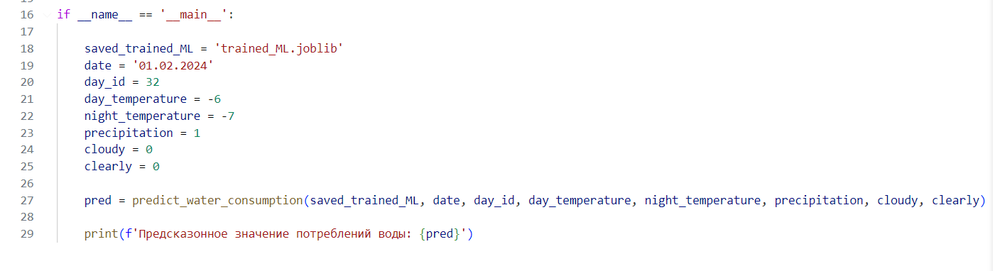 16 if __name__ == '__main__':
17
18 saved_trained_ML = 'trained_ML.joblib'
19 date = '01.02.2024'
20 day_id = 32
21 day_temperature = -6
22 night_temperature = -7
23 precipitation = 1
24 cloudy = 0
25 clearly = 0
26
27 pred = predict_water_consumption(saved_trained_ML, date, day_id, day_temperature, night_temperature, precipitation, cloudy, clearly)
28
29 print(f'Предсказонное значение потреблений воды: {pred}')